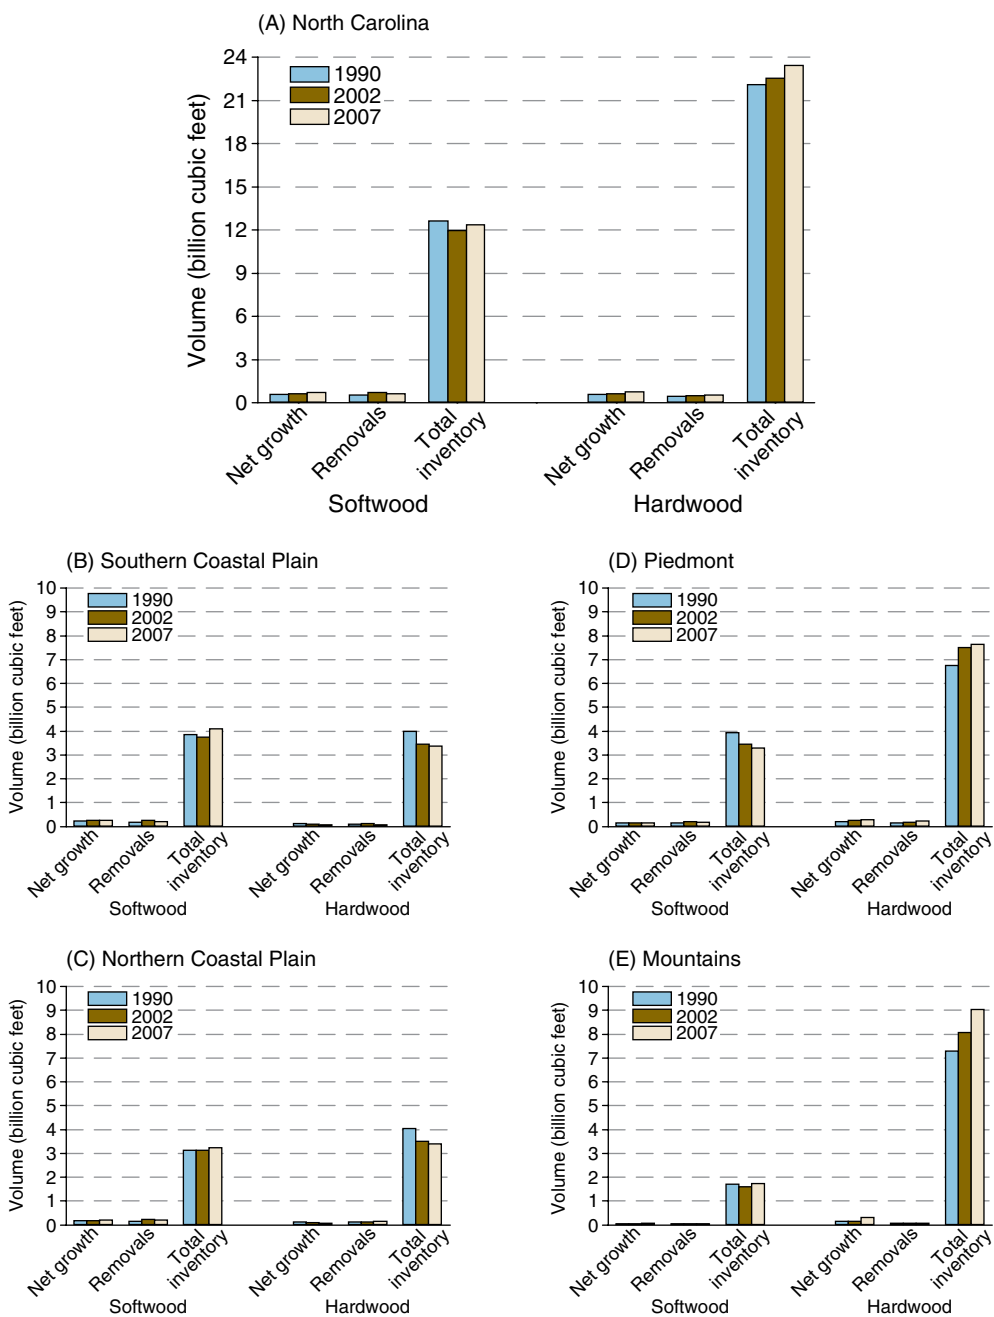 (A) North Carolina
Volume (billion cubic feet)
24
21
18
15
12
9
6
3
0
1990
2002
2007
Net growth
Removals
Total
inventory
Net growth
Removals
Total
inventory
Softwood
Hardwood
(B) Southern Coastal Plain
Volume (billion cubic feet)
10
9
8
7
6
5
4
3
2
1
0
1990
2002
2007
Net growth
Removals
Total
inventory
Net growth
Removals
Total
inventory
Softwood
Hardwood
(D) Piedmont
Volume (billion cubic feet)
10
9
8
7
6
5
4
3
2
1
0
1990
2002
2007
Net growth
Removals
Total
inventory
Net growth
Removals
Total
inventory
Softwood
Hardwood
(C) Northern Coastal Plain
Volume (billion cubic feet)
10
9
8
7
6
5
4
3
2
1
0
1990
2002
2007
Net growth
Removals
Total
inventory
Net growth
Removals
Total
inventory
Softwood
Hardwood
(E) Mountains
Volume (billion cubic feet)
10
9
8
7
6
5
4
3
2
1
0
1990
2002
2007
Net growth
Removals
Total
inventory
Net growth
Removals
Total
inventory
Softwood
Hardwood